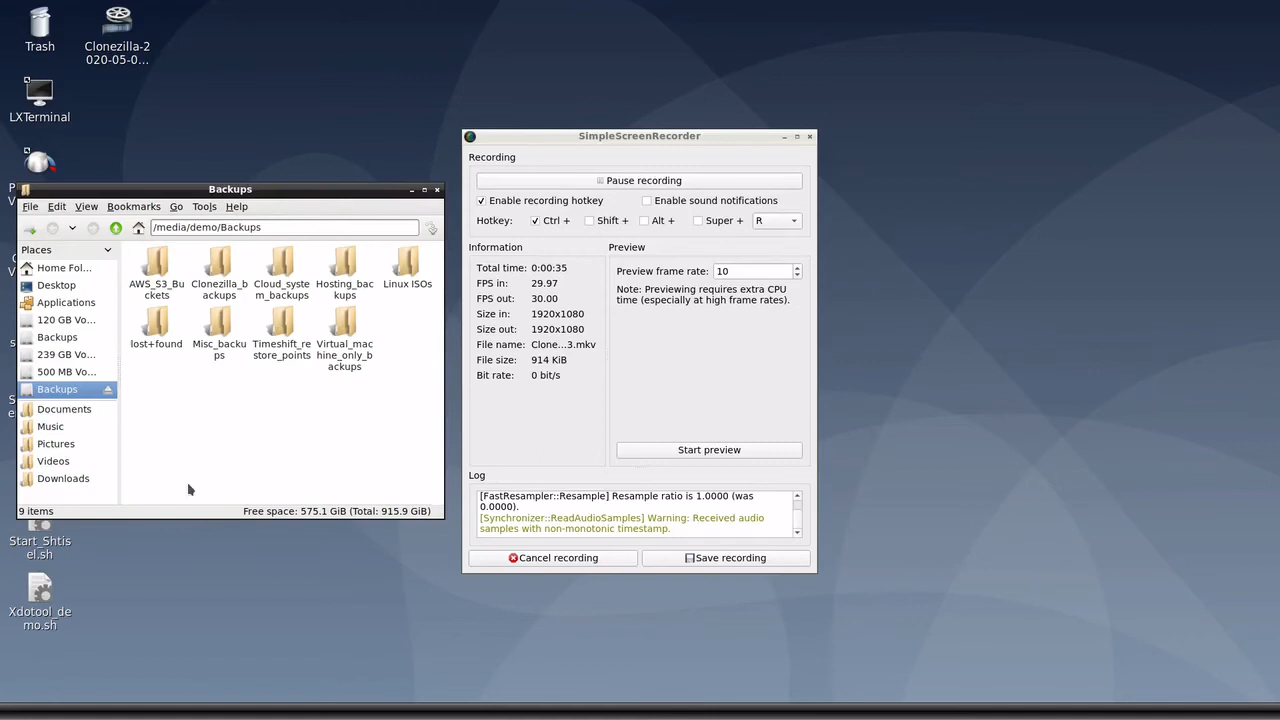 Trash
Clonezilla-2
020-05-0...
LXTerminal
Backups
File Edit View Bookmarks Go Tools Help
/media/demo/Backups
Places
Home Fol...
Desktop
Applications
120 GB Vo...
Backups
239 GB Vo...
500 MB Vo...
Backups
Documents
Music
Pictures
Videos
Downloads
AWS_S3_Bu
ckets
Clonezilla_b
ackups
Cloud_syste
m_backups
Hosting_bac
kups
Linux ISOs
lost+found
Misc_backu
ps
Timeshift_re
store_points
Virtual_mac
hine_only_b
ackups
9 items
Free space: 575.1 GiB (Total: 915.9 GiB)
Start_Shtis
el.sh
Xdotool_de
mo.sh
SimpleScreenRecorder
Recording
Pause recording
Enable recording hotkey
Enable sound notifications
Hotkey: Ctrl + Shift + Alt + Super + R
Information
Total time: 0:00:35
FPS in: 29.97
FPS out: 30.00
Size in: 1920x1080
Size out: 1920x1080
File name: Clone...3.mkv
File size: 914 KiB
Bit rate: 0 bit/s
Preview
Preview frame rate: 10
Note: Previewing requires extra CPU
time (especially at high frame rates).
Start preview
Log
[FastResampler::Resample] Resample ratio is 1.0000 (was
0.0000).
[Synchronizer::ReadAudioSamples] Warning: Received audio
samples with non-monotonic timestamp.
Cancel recording
Save recording